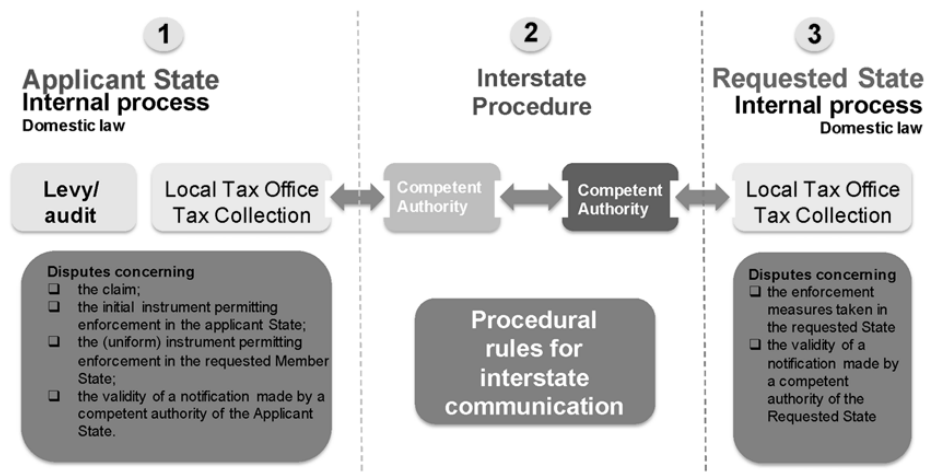 1
Applicant State
Internal process
Domestic law
Levy/
audit
Local Tax Office
Tax Collection
Disputes concerning
❑ the claim;
❑ the initial instrument permitting
enforcement in the applicant State;
❑ the (uniform) instrument permitting
enforcement in the requested Member
State;
❑ the validity of a notification made by a
competent authority of the Applicant
State.
2
Interstate
Procedure
Competent
Authority
Competent
Authority
Procedural
rules for
interstate
communication
3
Requested State
Internal process
Domestic law
Local Tax Office
Tax Collection
Disputes concerning
❑ the enforcement
measures taken in
the requested State
❑ the validity of a
notification made by
a competent
authority of the
Requested State